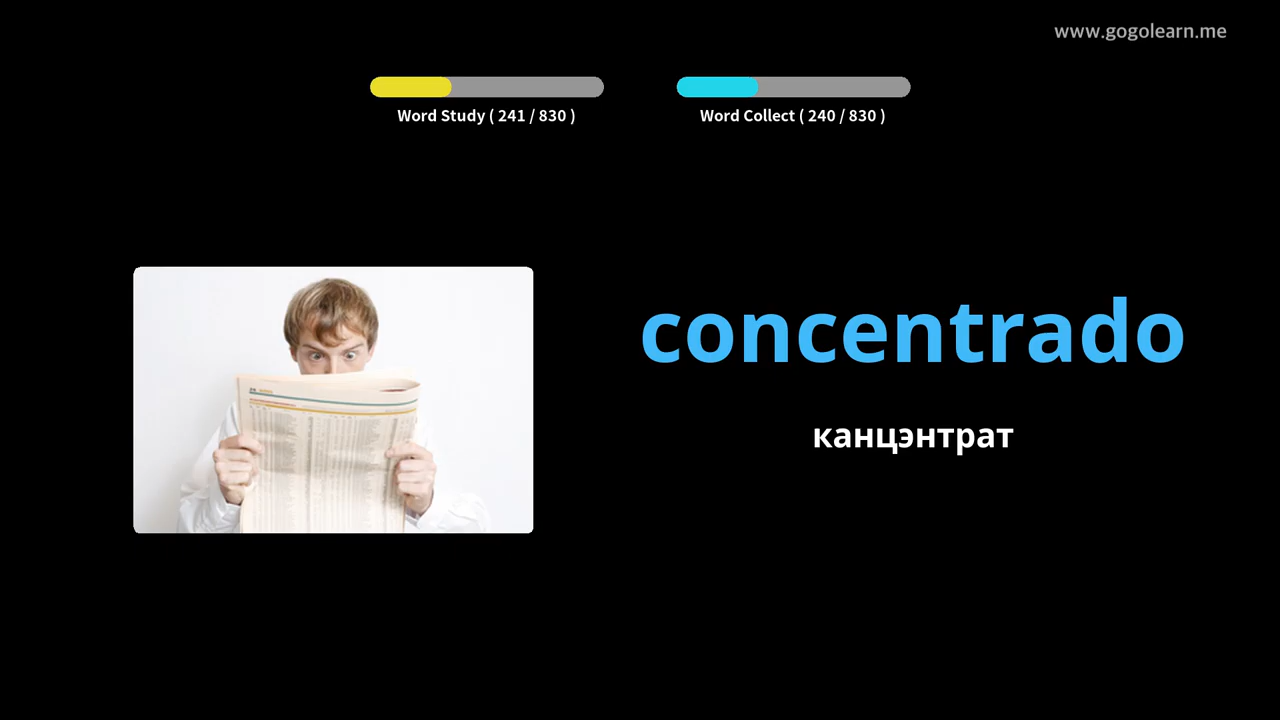 www.gogolearn.me
Word Study ( 241 / 830 )
Word Collect ( 240 / 830 )
concentrado
канцэнтрат